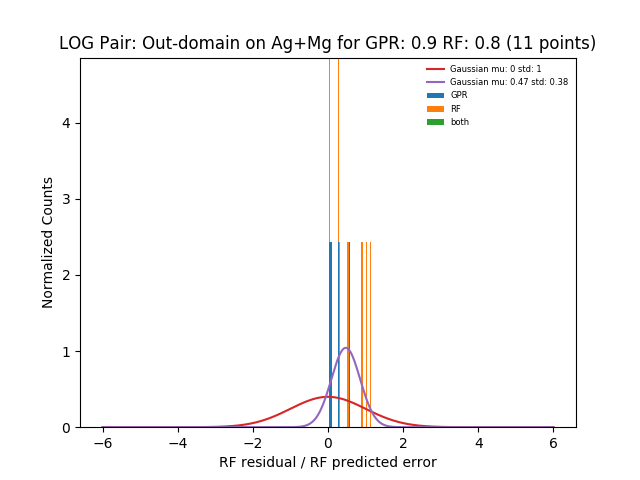 LOG Pair: Out-domain on Ag+Mg for GPR: 0.9 RF: 0.8 (11 points)
Gaussian mu: 0 std: 1
Gaussian mu: 0.47 std: 0.38
GPR
RF
both
Normalized Counts
4
3
2
1
0
−6 −4 −2 0 2 4 6
RF residual / RF predicted error